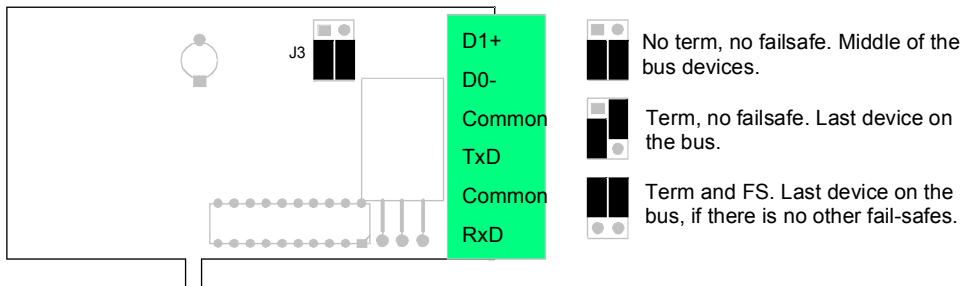 J3
D1+
D0-
Common
TxD
Common
RxD
No term, no failsafe. Middle of the
bus devices.
Term, no failsafe. Last device on
the bus.
Term and FS. Last device on the
bus, if there is no other fail-safes.